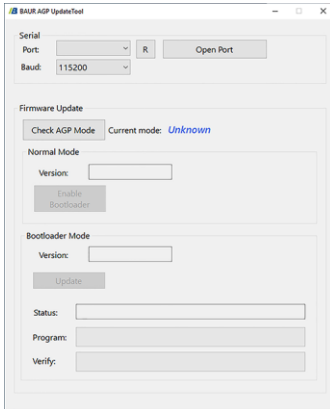 BAUR AGP UpdateTool
Serial
Port: R Open Port
Baud: 115200
Firmware Update
Check AGP Mode Current mode: Unknown
Normal Mode
Version:
Enable
Bootloader
Bootloader Mode
Version:
Update
Status:
Program:
Verify: